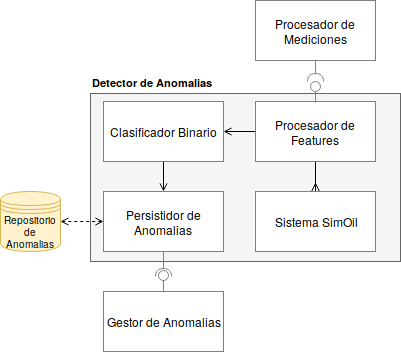 Procesador de
Mediciones
Detector de Anomalias
Clasificador Binario
Procesador de
Features
Repositorio
de
Anomalias
Persistidor de
Anomalias
Sistema SimOil
Gestor de Anomalias